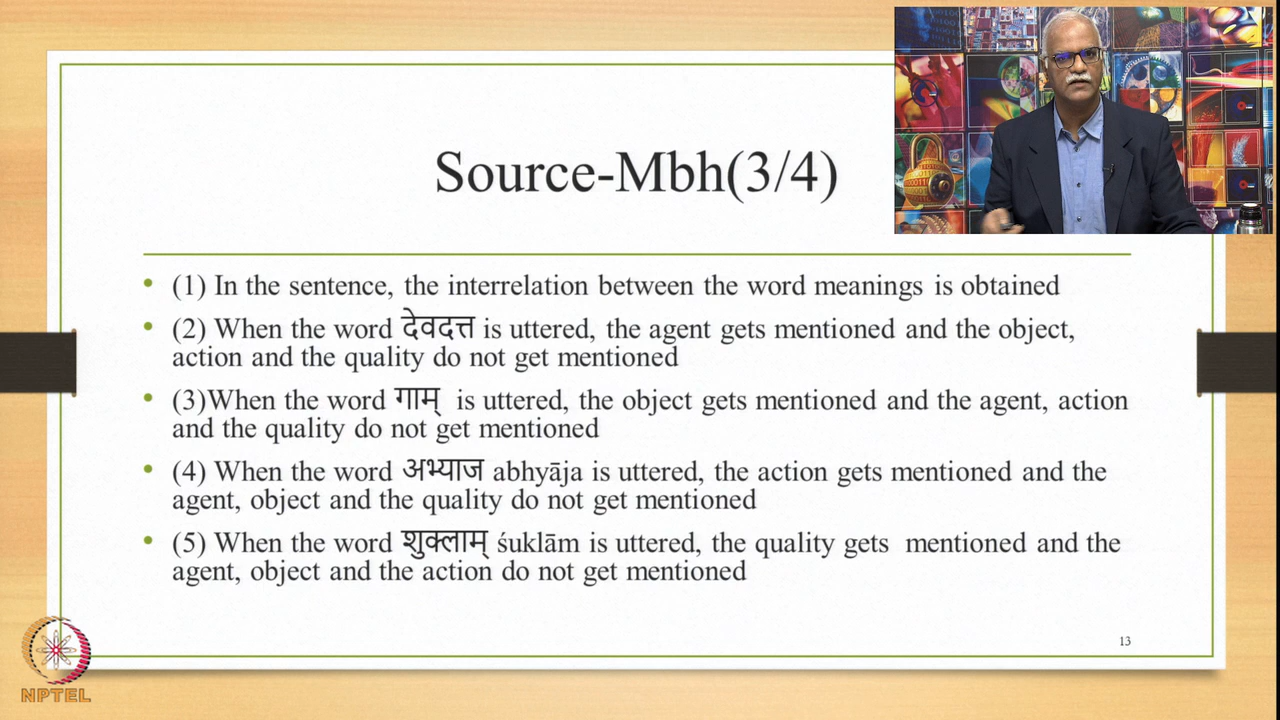 Source-Mbh(3/4)
• (1) In the sentence, the interrelation between the word meanings is obtained
• (2) When the word देवदत्त is uttered, the agent gets mentioned and the object,
action and the quality do not get mentioned
• (3)When the word गाम् is uttered, the object gets mentioned and the agent, action
and the quality do not get mentioned
• (4) When the word अभ्याज abhyāja is uttered, the action gets mentioned and the
agent, object and the quality do not get mentioned
• (5) When the word शुक्लाम् śuklām is uttered, the quality gets mentioned and the
agent, object and the action do not get mentioned
13
NPTEL